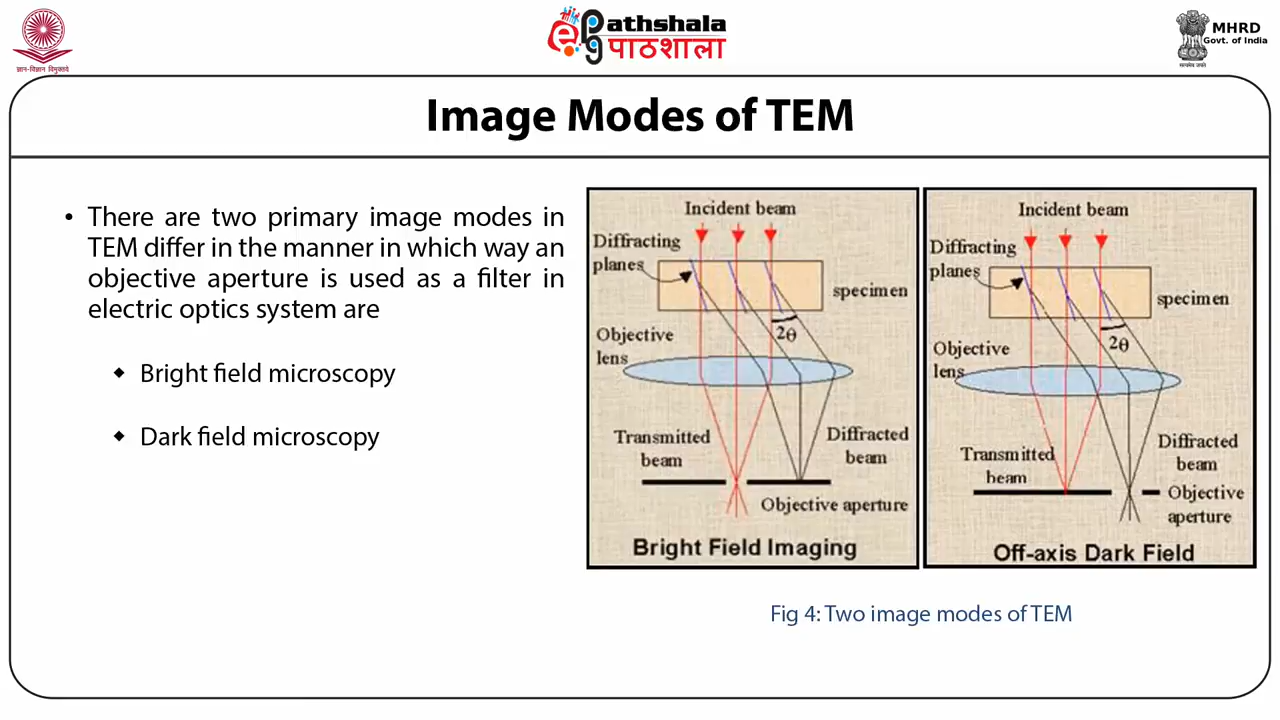 ePathshala
पाठशाला
MHRD
Govt. of India
ज्ञान-विज्ञान विमुक्तये
सत्यमेव जयते
Image Modes of TEM
• There are two primary image modes in
TEM differ in the manner in which way an
objective aperture is used as a filter in
electric optics system are
Bright field microscopy
Dark field microscopy
Incident beam
Diffracting
planes
specimen
2θ
Objective
lens
Transmitted
beam
Diffracted
beam
Objective aperture
Bright Field Imaging
Incident beam
Diffracting
planes
specimen
2θ
Objective
lens
Transmitted
beam
Diffracted
beam
Objective
aperture
Off-axis Dark Field
Fig 4: Two image modes of TEM